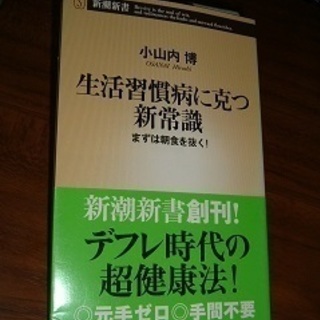 新潮新書
小山内 博
OSANAI Hiroshi
生活習慣病に克つ
新常識
まずは朝食を抜く!
新潮新書創刊!
デフレ時代の
超健康法!
◎元手ゼロ◎手間不要